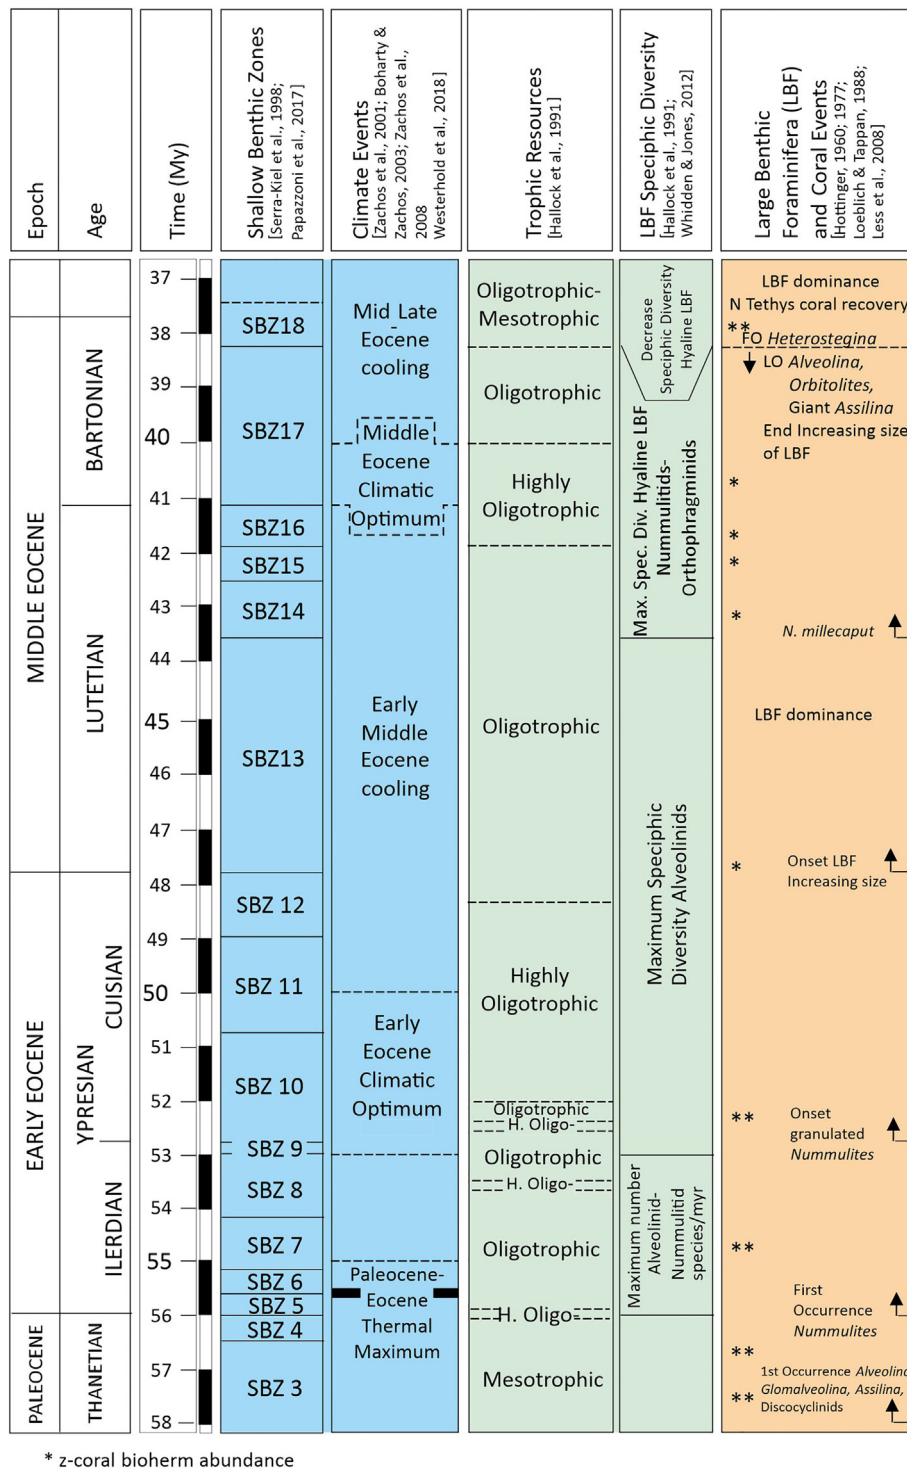 Epoch
Age
Time (My)
Shallow Benthic Zones
[Serra-Kiel et al., 1998;
Papazzoni et al., 2017]
Climate Events
[Zachos et al., 2001; Boharty &
Zachos, 2003; Zachos et al.,
2008
Westerhold et al., 2018]
Trophic Resources
[Hallock et al., 1991]
LBF Speciphic Diversity
[Hallock et al., 1991;
Whidden & Jones, 2012]
Large Benthic
Foraminifera (LBF)
and Coral Events
[Hottinger, 1960; 1977;
Loeblich & Tappan, 1988;
Less et al., 2008]
MIDDLE EOCENE
EARLY EOCENE
PALEOCENE
BARTONIAN
LUTETIAN
YPRESIAN
CUISIAN
ILERDIAN
THANETIAN
37
38
39
40
41
42
43
44
45
46
47
48
49
50
51
52
53
54
55
56
57
58
SBZ18
SBZ17
SBZ16
SBZ15
SBZ14
SBZ13
SBZ 12
SBZ 11
SBZ 10
SBZ 9
SBZ 8
SBZ 7
SBZ 6
SBZ 5
SBZ 4
SBZ 3
Mid Late
-
Eocene
cooling
Middle
Eocene
Climatic
Optimum
Early
Middle
Eocene
cooling
Early
Eocene
Climatic
Optimum
Paleocene-
Eocene
Thermal
Maximum
Oligotrophic-
Mesotrophic
Oligotrophic
Highly
Oligotrophic
Oligotrophic
Highly
Oligotrophic
Oligotrophic
H. Oligo-
Oligotrophic
H. Oligo-
Oligotrophic
H. Oligo-
Mesotrophic
Decrease
Speciphic Diversity
Hyaline LBF
Max. Spec. Div. Hyaline LBF
Nummulitids-
Orthophragminids
Maximum Speciphic
Diversity Alveolinids
Maximum number
Alveolinid-
Nummulitid
species/myr
LBF dominance
N Tethys coral recovery
**
FO Heterostegina
LO Alveolina,
Orbitolites,
Giant Assilina
End Increasing size
of LBF
*
*
*
*
N. millecaput
LBF dominance
*
Onset LBF
Increasing size
**
Onset
granulated
Nummulites
**
First
Occurrence
Nummulites
**
1st Occurrence Alveolina
Glomalveolina, Assilina,
**
Discocyclinids
* z-coral bioherm abundance